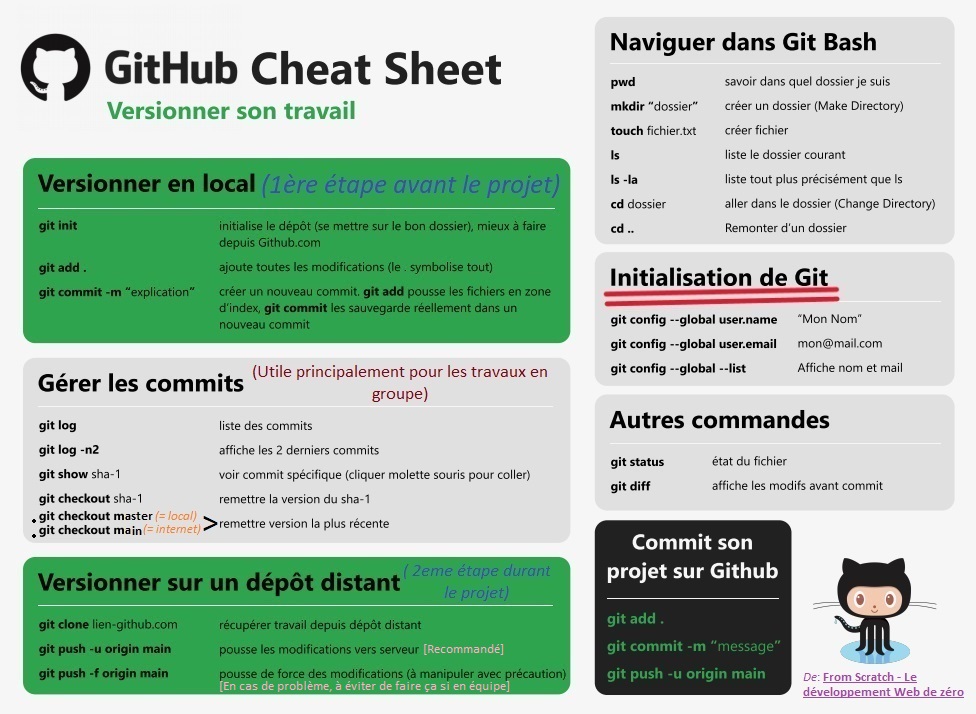 GitHub Cheat Sheet
Versionner son travail
Versionner en local (1ère étape avant le projet)
git init initialise le dépôt (se mettre sur le bon dossier), mieux à faire
depuis Github.com
git add . ajoute toutes les modifications (le . symbolise tout)
git commit -m “explication” créer un nouveau commit. git add pousse les fichiers en zone
d’index, git commit les sauvegarde réellement dans un
nouveau commit
Gérer les commits (Utile principalement pour les travaux en
groupe)
git log liste des commits
git log -n2 affiche les 2 derniers commits
git show sha-1 voir commit spécifique (cliquer molette souris pour coller)
git checkout sha-1 remettre la version du sha-1
. git checkout master (= local)
. git checkout main (= internet) > remettre version la plus récente
Versionner sur un dépôt distant ( 2eme étape durant
le projet)
git clone lien-github.com récupérer travail depuis dépôt distant
git push -u origin main pousse les modifications vers serveur [Recommandé]
git push -f origin main pousse de force des modifications (à manipuler avec précaution)
[En cas de problème, à éviter de faire ça si en équipe]
Naviguer dans Git Bash
pwd savoir dans quel dossier je suis
mkdir “dossier” créer un dossier (Make Directory)
touch fichier.txt créer fichier
ls liste le dossier courant
ls -la liste tout plus précisément que ls
cd dossier aller dans le dossier (Change Directory)
cd .. Remonter d’un dossier
Initialisation de Git
git config --global user.name “Mon Nom”
git config --global user.email mon@mail.com
git config --global --list Affiche nom et mail
Autres commandes
git status état du fichier
git diff affiche les modifs avant commit
Commit son
projet sur Github
git add .
git commit -m “message”
git push -u origin main
De: From Scratch - Le
développement Web de zéro